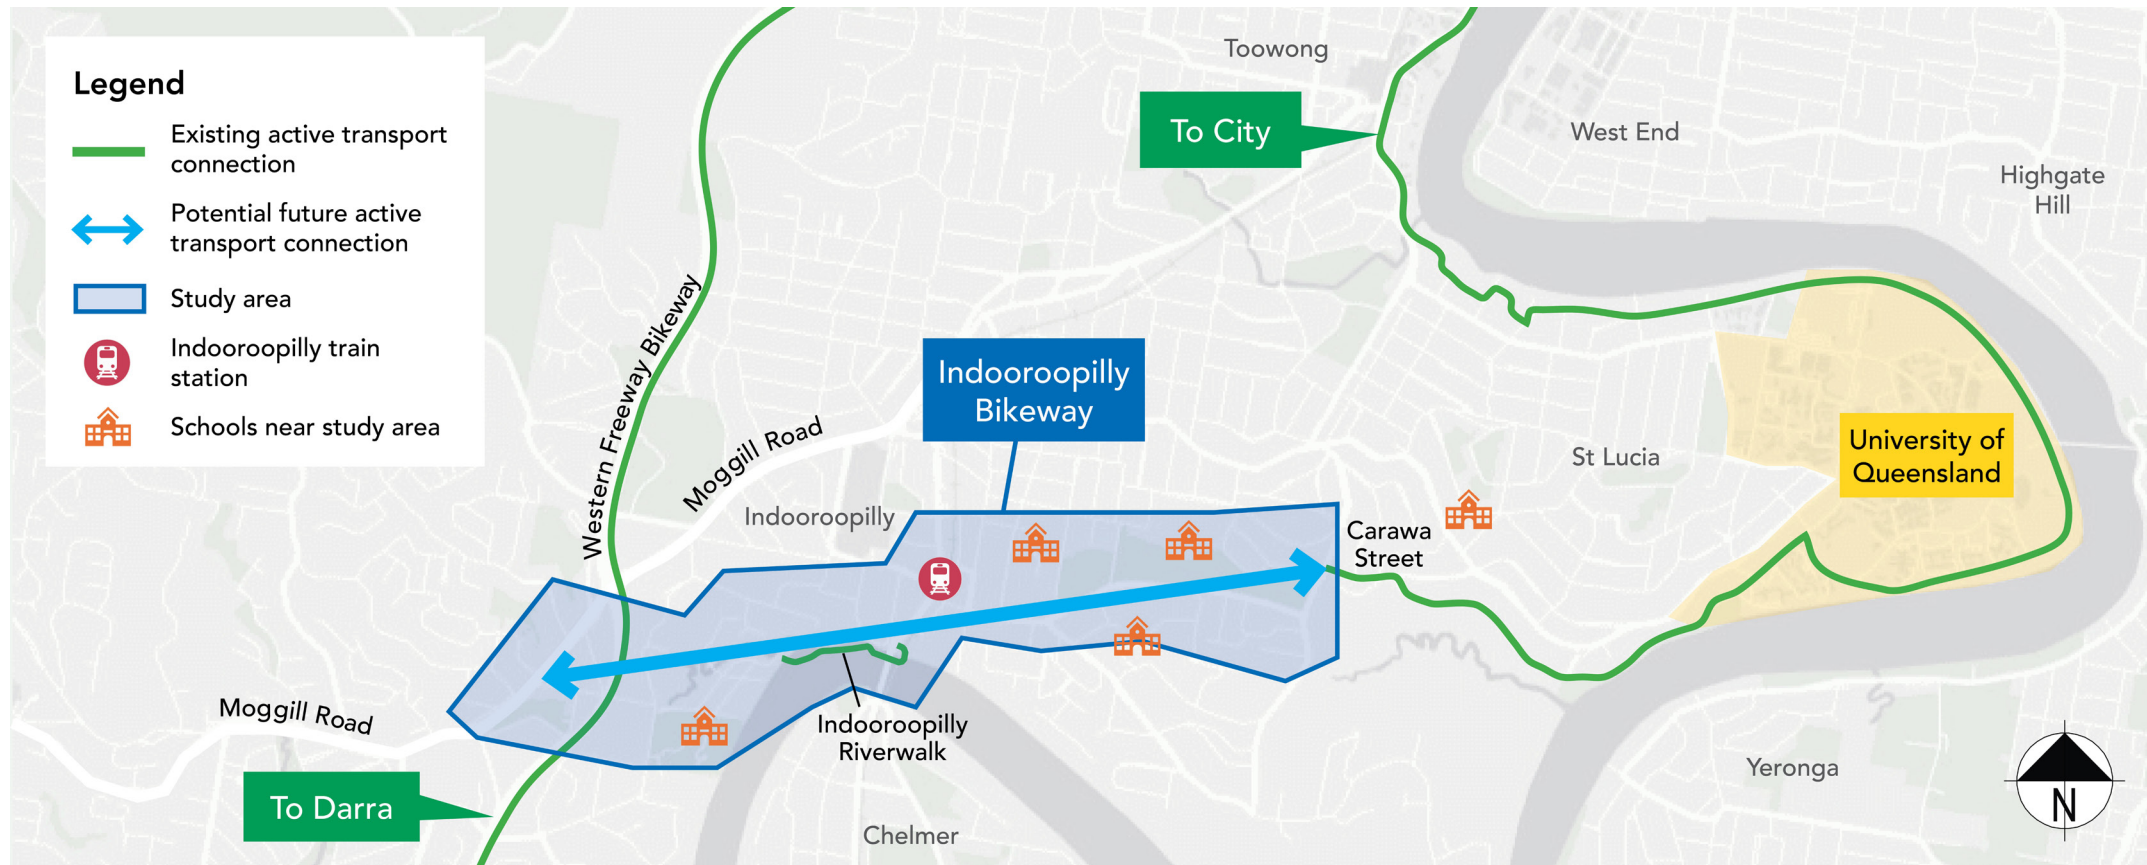 Legend
Existing active transport
connection
Potential future active
transport connection
Study area
Indooroopilly train
station
Schools near study area
Toowong
To City
West End
Highgate
Hill
Western Freeway Bikeway
Moggill Road
Indooroopilly
Bikeway
Indooroopilly
St Lucia
University of
Queensland
Carawa
Street
Moggill Road
Indooroopilly
Riverwalk
To Darra
Chelmer
Yeronga
N